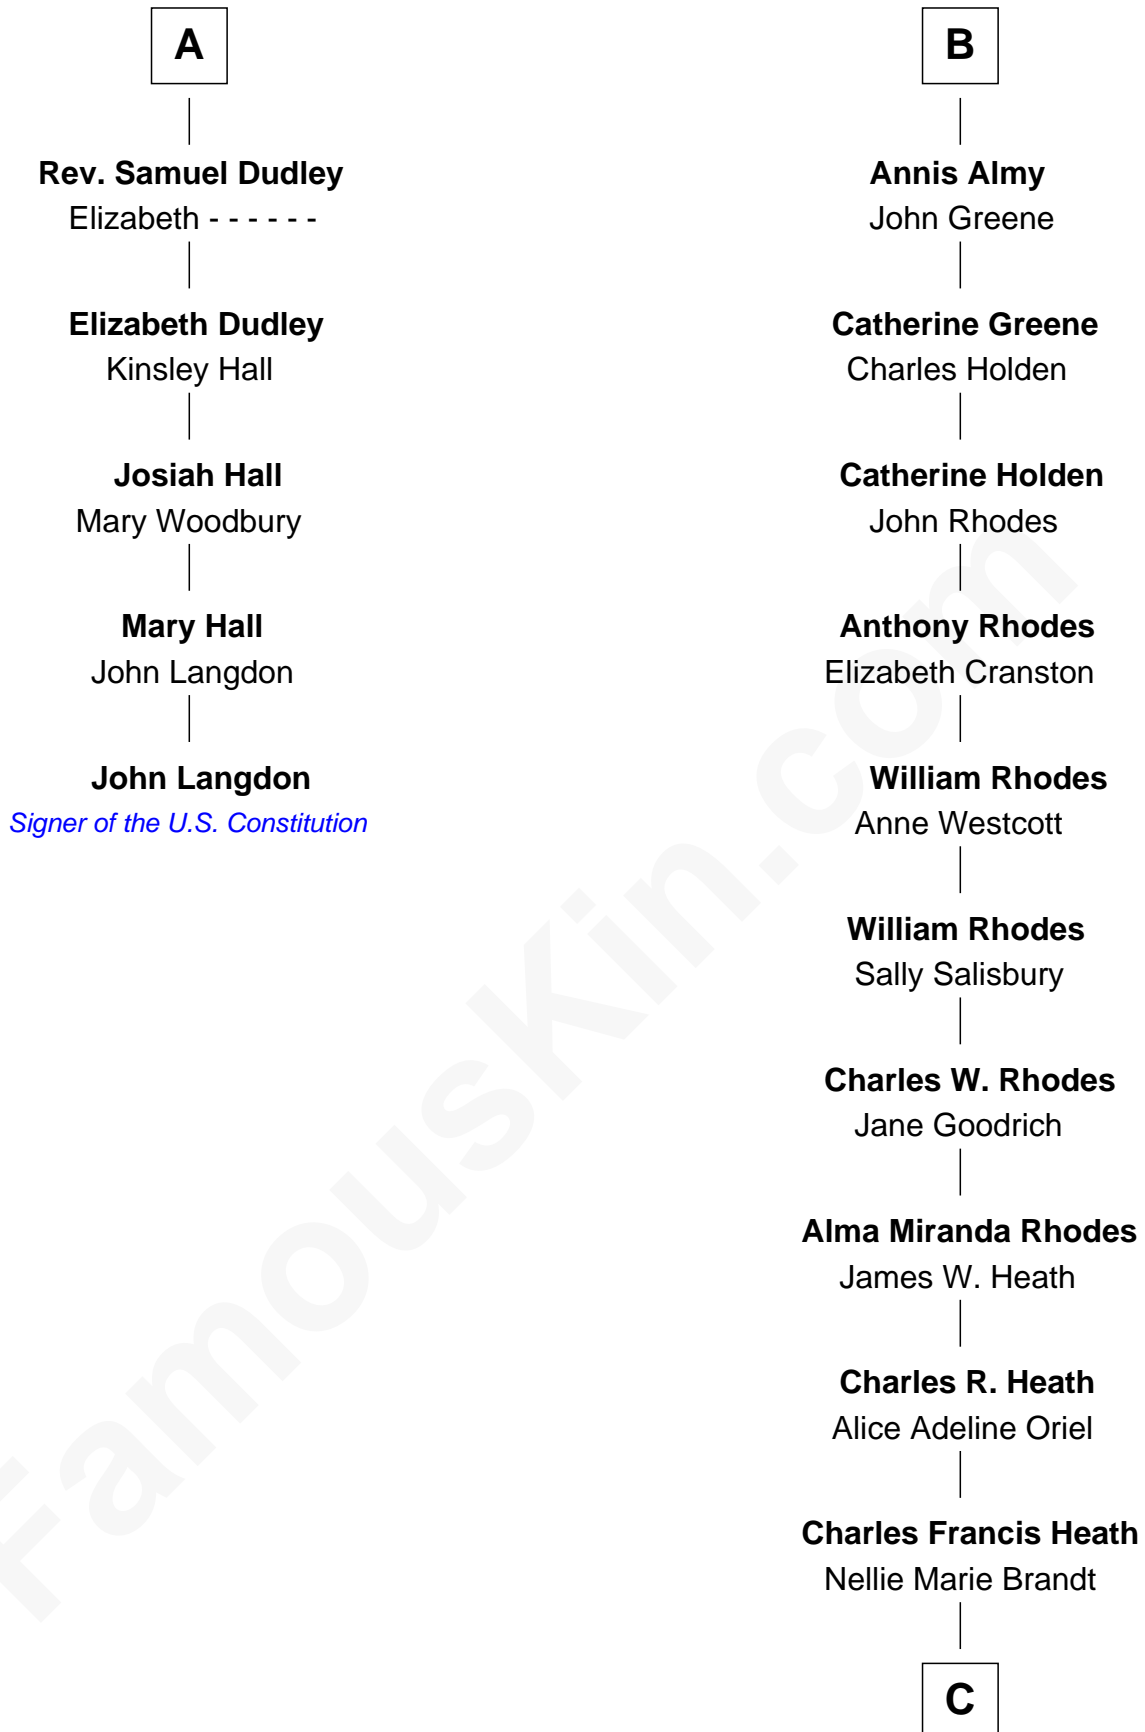 A
Rev. Samuel Dudley
Elizabeth - - - - - -
Elizabeth Dudley
Kinsley Hall
Josiah Hall
Mary Woodbury
Mary Hall
John Langdon
John Langdon
Signer of the U.S. Constitution
B
Annis Almy
John Greene
Catherine Greene
Charles Holden
Catherine Holden
John Rhodes
Anthony Rhodes
Elizabeth Cranston
William Rhodes
Anne Westcott
William Rhodes
Sally Salisbury
Charles W. Rhodes
Jane Goodrich
Alma Miranda Rhodes
James W. Heath
Charles R. Heath
Alice Adeline Oriel
Charles Francis Heath
Nellie Marie Brandt
C
FamousKin.com